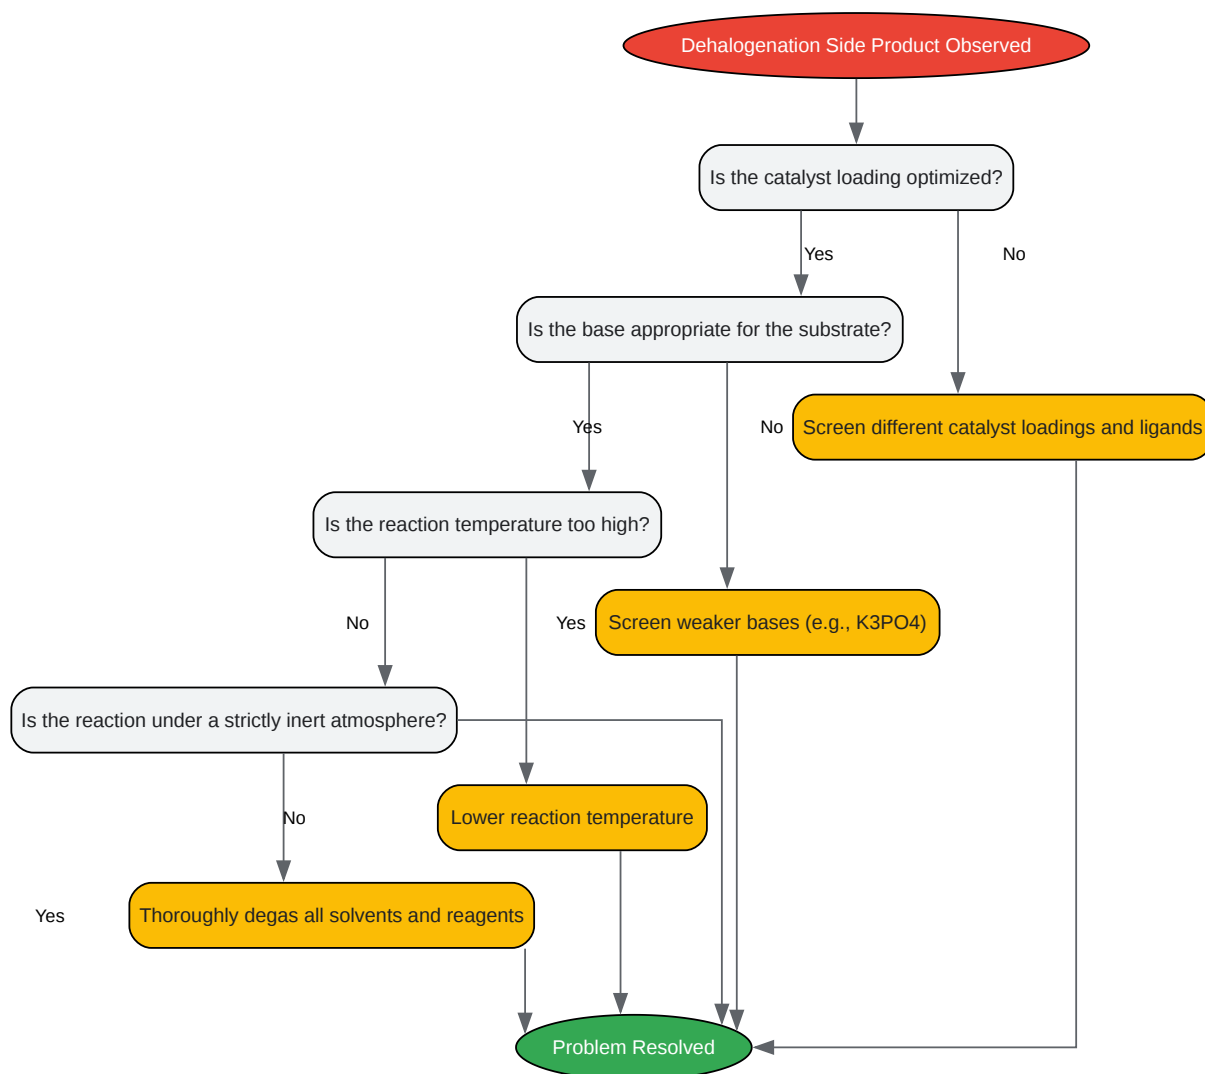 Dehalogenation Side Product Observed
Is the catalyst loading optimized?
Yes
No
Is the base appropriate for the substrate?
Yes
No
Screen different catalyst loadings and ligands
Is the reaction temperature too high?
No
Yes
Screen weaker bases (e.g., K3PO4)
Is the reaction under a strictly inert atmosphere?
No
Lower reaction temperature
Yes
Thoroughly degas all solvents and reagents
Problem Resolved